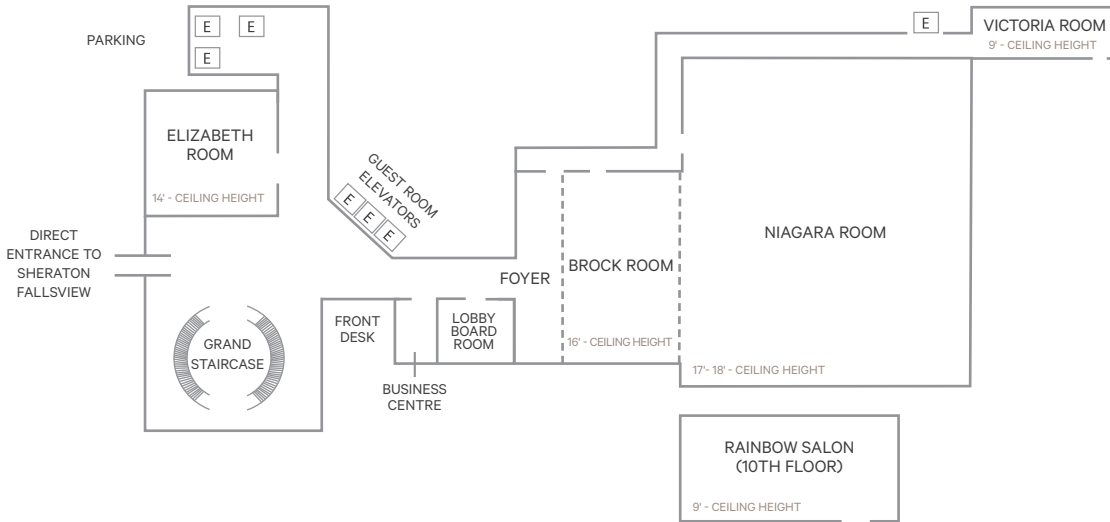 E
E
E
PARKING
VICTORIA ROOM
9' - CEILING HEIGHT
ELIZABETH
ROOM
14' - CEILING HEIGHT
GUEST ROOM
ELEVATORS
E
E
E
DIRECT
ENTRANCE TO
SHERATON
FALLSVIEW
FOYER
BROCK ROOM
16' - CEILING HEIGHT
NIAGARA ROOM
17'- 18' - CEILING HEIGHT
GRAND
STAIRCASE
FRONT
DESK
LOBBY
BOARD
ROOM
BUSINESS
CENTRE
RAINBOW SALON
(10TH FLOOR)
9' - CEILING HEIGHT
E